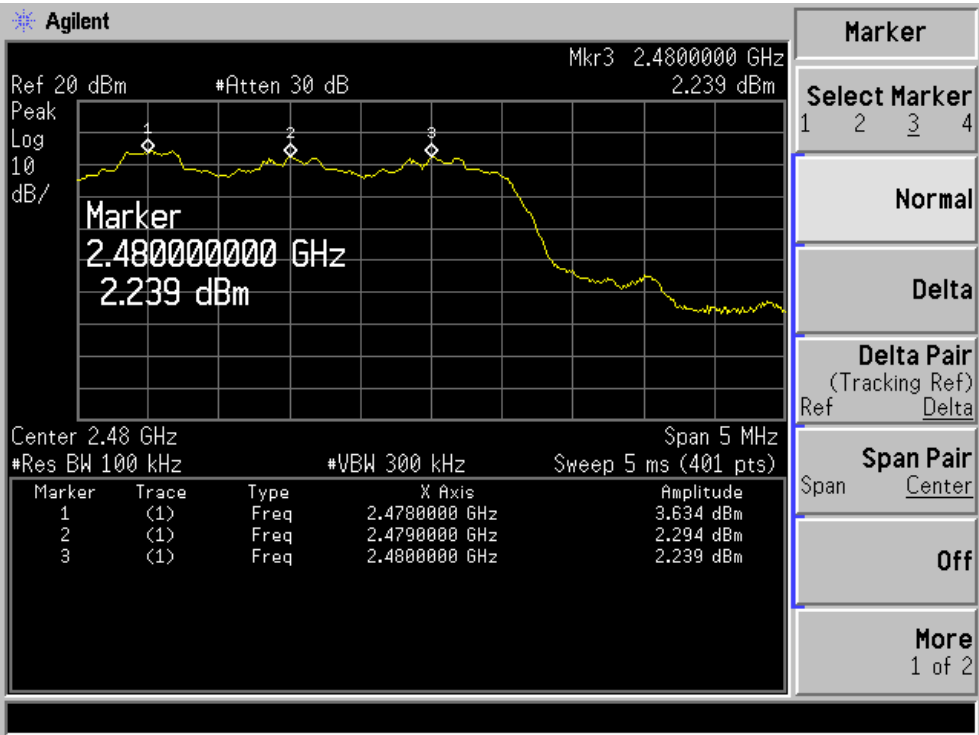 Agilent
Marker
Mkr3 2.4800000 GHz
Ref 20 dBm #Atten 30 dB 2.239 dBm
Peak
Log
10
dB/
1 2 3
Marker
2.480000000 GHz
2.239 dBm
Center 2.48 GHz Span 5 MHz
#Res BW 100 kHz #VBW 300 kHz Sweep 5 ms (401 pts)
Marker Trace Type X Axis Amplitude
1 (1) Freq 2.4780000 GHz 3.634 dBm
2 (1) Freq 2.4790000 GHz 2.294 dBm
3 (1) Freq 2.4800000 GHz 2.239 dBm
Select Marker
1 2 3 4
Normal
Delta
Delta Pair
(Tracking Ref)
Ref Delta
Span Pair
Span Center
Off
More
1 of 2